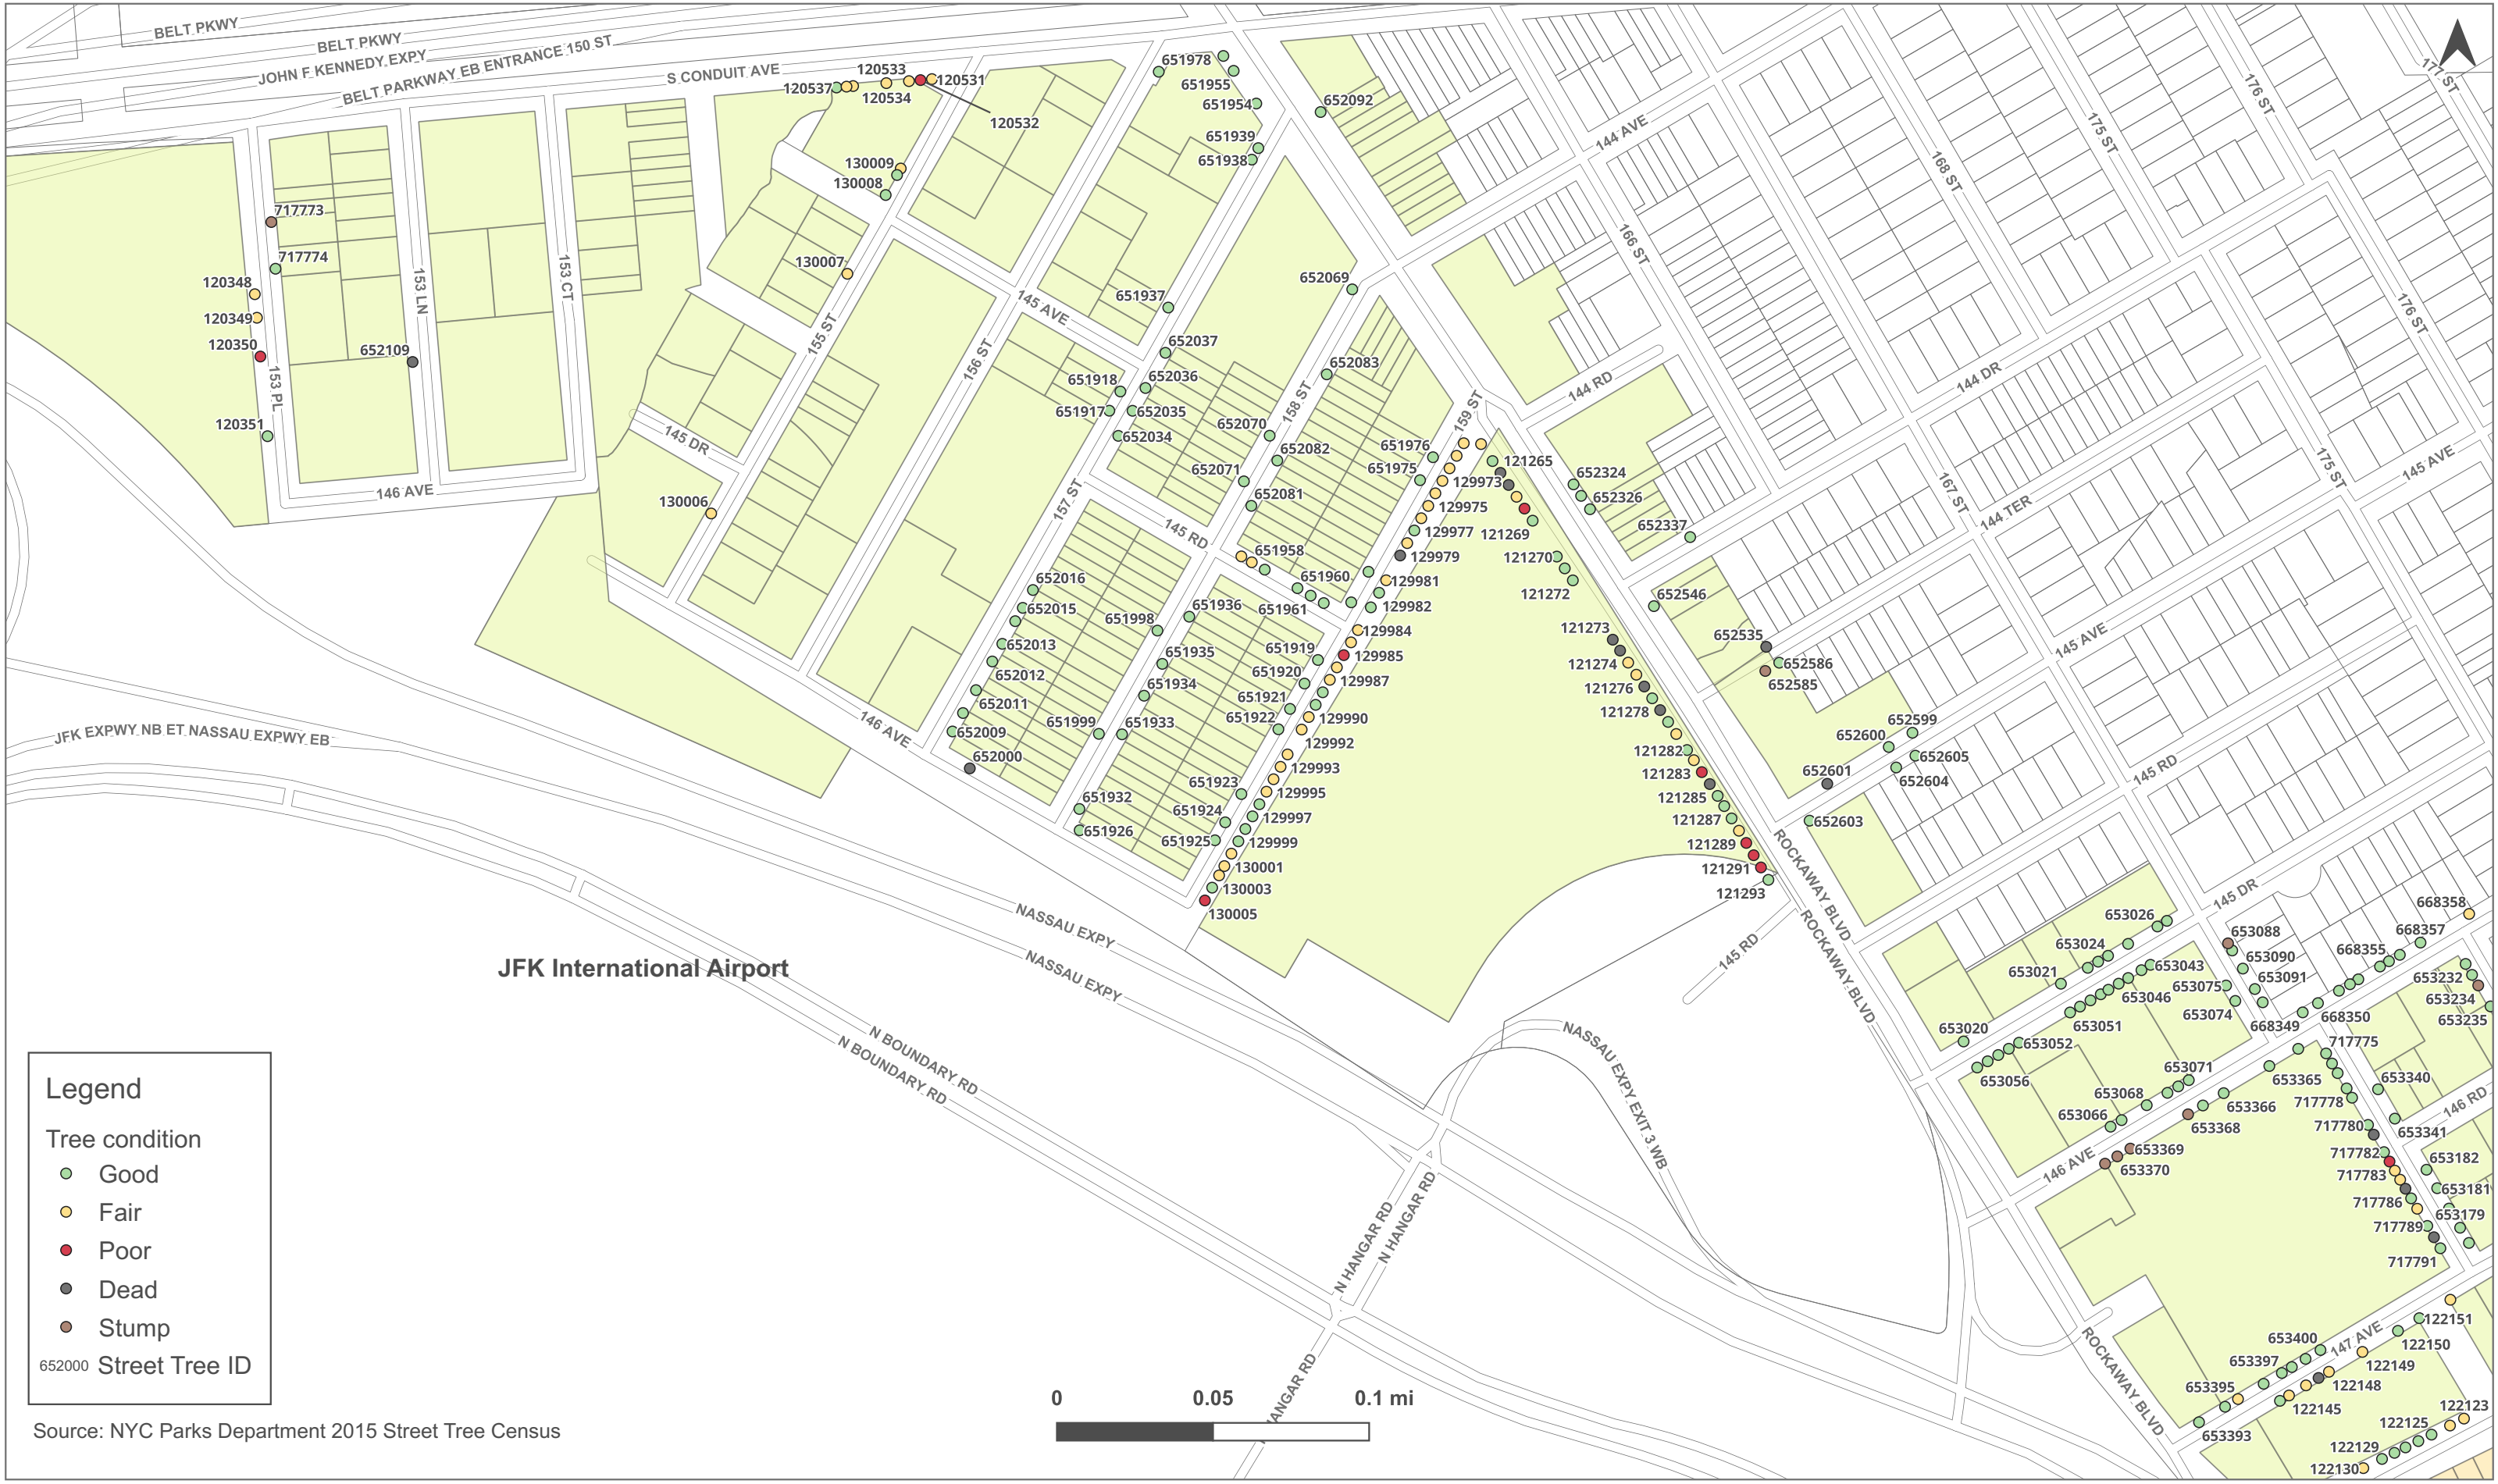 BELT PKWY
BELT PKWY
JOHN F KENNEDY EXPY
BELT PARKWAY EB ENTRANCE 150 ST
S CONDUIT AVE
120537
120533
120534
120531
120532
651978
651955
651954
651939
651938
652092
144 AVE
168 ST
175 ST
176 ST
177 ST
130009
130008
717773
717774
120348
120349
120350
120351
153 PL
153 LN
652109
153 CT
146 AVE
130007
155 ST
145 DR
130006
156 ST
145 AVE
651937
652069
166 ST
652037
652036
651918
651917
652035
652034
652083
158 ST
652070
652082
652071
652081
159 ST
651976
651975
144 RD
144 DR
176 ST
175 ST
145 AVE
167 ST
144 TER
121265
129973
129975
129977
129979
121269
121270
121272
652324
652326
652337
157 ST
145 RD
651958
651960
651961
129981
129982
129984
129985
129987
129990
129992
129993
129995
129997
129999
130001
130003
130005
652016
652015
652013
652012
652011
652009
652000
651998
651936
651935
651934
651999
651933
651919
651920
651921
651922
651923
651932
651924
651926
651925
121273
121274
121276
121278
121282
121283
121285
121287
121289
121291
121293
652546
652535
652586
652585
145 AVE
652599
652600
652605
652601
652604
652603
145 RD
145 DR
146 AVE
JFK EXPWY NB ET NASSAU EXPWY EB
NASSAU EXPY
NASSAU EXPY
JFK International Airport
N BOUNDARY RD
N BOUNDARY RD
145 RD
ROCKAWAY BLVD
ROCKAWAY BLVD
NASSAU EXPY EXIT 3 WB
N HANGAR RD
N HANGAR RD
ANGAR RD
668358
653026
653024
653021
653020
653088
653090
653091
668357
668355
653232
653234
653235
653043
653075
653046
653074
653051
653052
653056
668349
668350
717775
653071
653068
653066
653365
653366
653368
653369
653370
717778
653340
146 RD
653341
717780
717782
717783
653182
653181
717786
653179
717789
717791
146 AVE
147 AVE
122151
122150
122149
122148
122145
653400
653397
653395
653393
ROCKAWAY BLVD
122123
122125
122129
122130
Legend
Tree condition
Good
Fair
Poor
Dead
Stump
652000 Street Tree ID
Source: NYC Parks Department 2015 Street Tree Census
0 0.05 0.1 mi